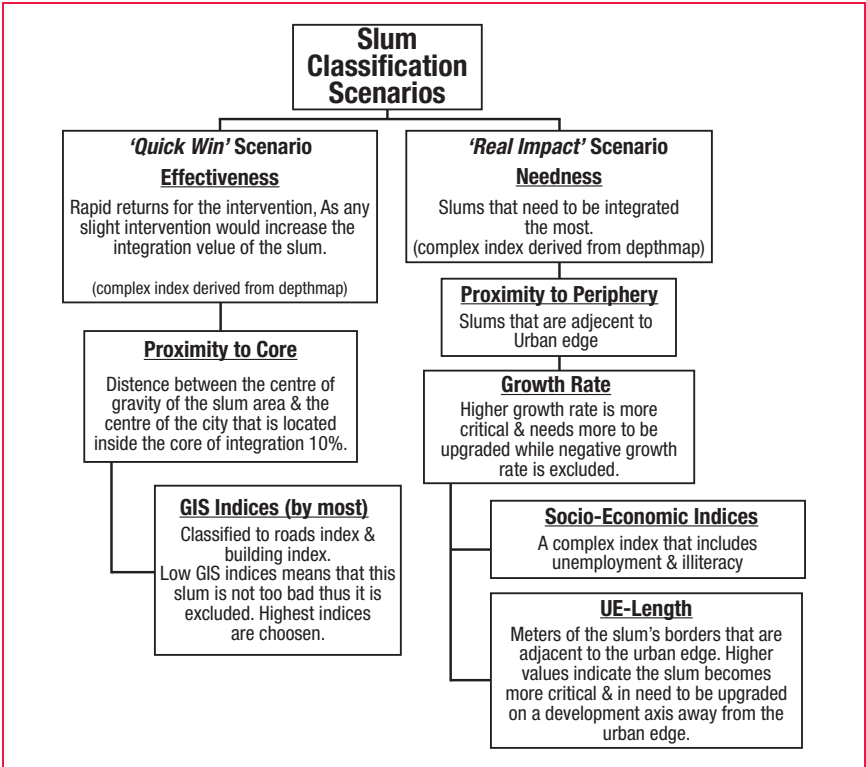 Slum
Classification
Scenarios
‘Quick Win’ Scenario
Effectiveness
Rapid returns for the intervention, As any
slight intervention would increase the
integration velue of the slum.
(complex index derived from depthmap)
Proximity to Core
Distence between the centre of
gravity of the slum area & the
centre of the city that is located
inside the core of integration 10%.
GIS Indices (by most)
Classified to roads index &
building index.
Low GIS indices means that this
slum is not too bad thus it is
excluded. Highest indices
are choosen.
‘Real Impact’ Scenario
Needness
Slums that need to be integrated
the most.
(complex index derived from depthmap)
Proximity to Periphery
Slums that are adjecent to
Urban edge
Growth Rate
Higher growth rate is more
critical & needs more to be
upgraded while negative growth
rate is excluded.
Socio-Economic Indices
A complex index that includes
unemployment & illiteracy
UE-Length
Meters of the slum’s borders that are
adjacent to the urban edge. Higher
values indicate the slum becomes
more critical & in need to be upgraded
on a development axis away from the
urban edge.